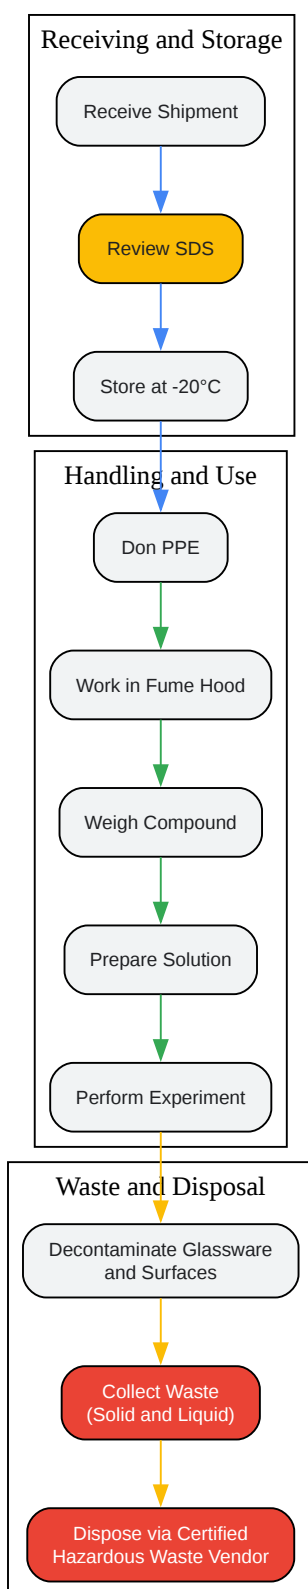 Receiving and Storage
Receive Shipment
Review SDS
Store at -20°C
Handling and Use
Don PPE
Work in Fume Hood
Weigh Compound
Prepare Solution
Perform Experiment
Waste and Disposal
Decontaminate Glassware
and Surfaces
Collect Waste
(Solid and Liquid)
Dispose via Certified
Hazardous Waste Vendor